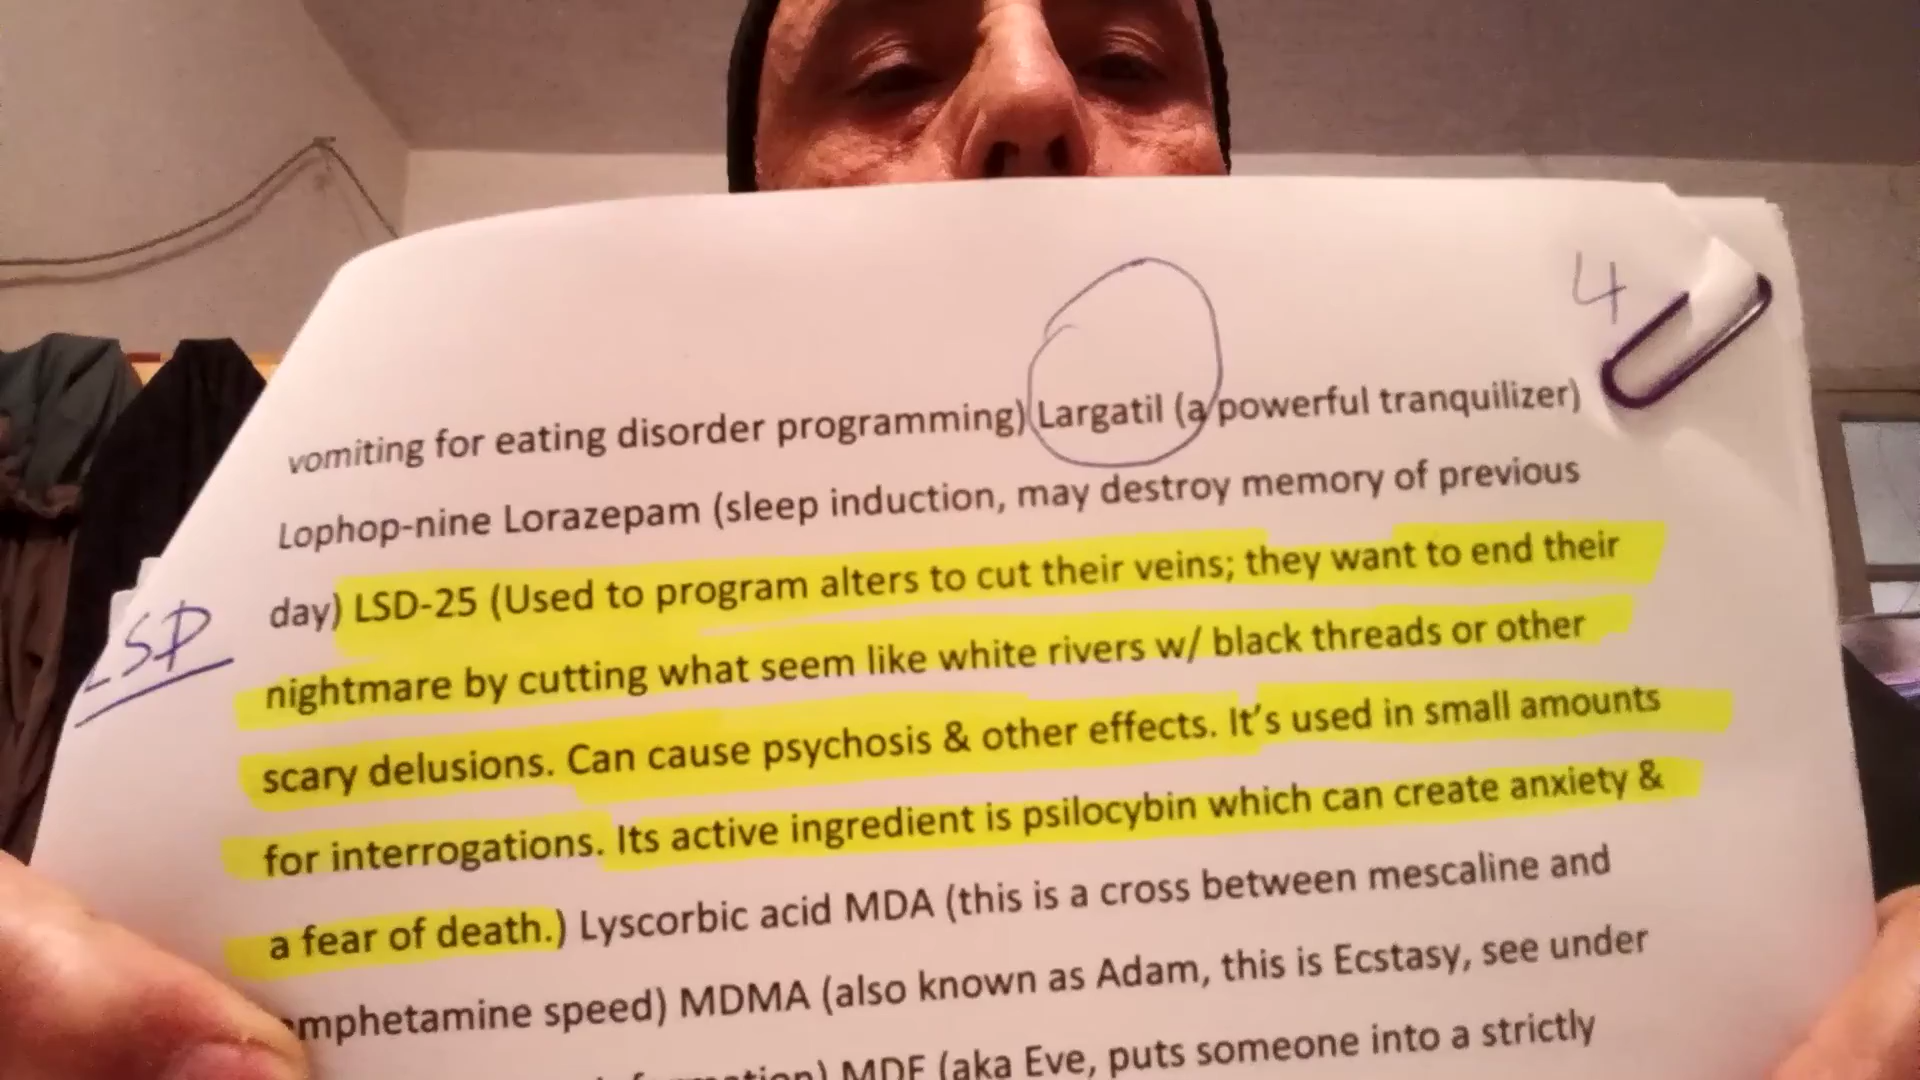 4
vomiting for eating disorder programming) Largatil (a powerful tranquilizer)
Lophop-nine Lorazepam (sleep induction, may destroy memory of previous
day) LSD-25 (Used to program alters to cut their veins; they want to end their
LSD
nightmare by cutting what seem like white rivers w/ black threads or other
scary delusions. Can cause psychosis & other effects. It's used in small amounts
for interrogations. Its active ingredient is psilocybin which can create anxiety &
a fear of death.) Lyscorbic acid MDA (this is a cross between mescaline and
amphetamine speed) MDMA (also known as Adam, this is Ecstasy, see under
MDE (aka Eve, puts someone into a strictly